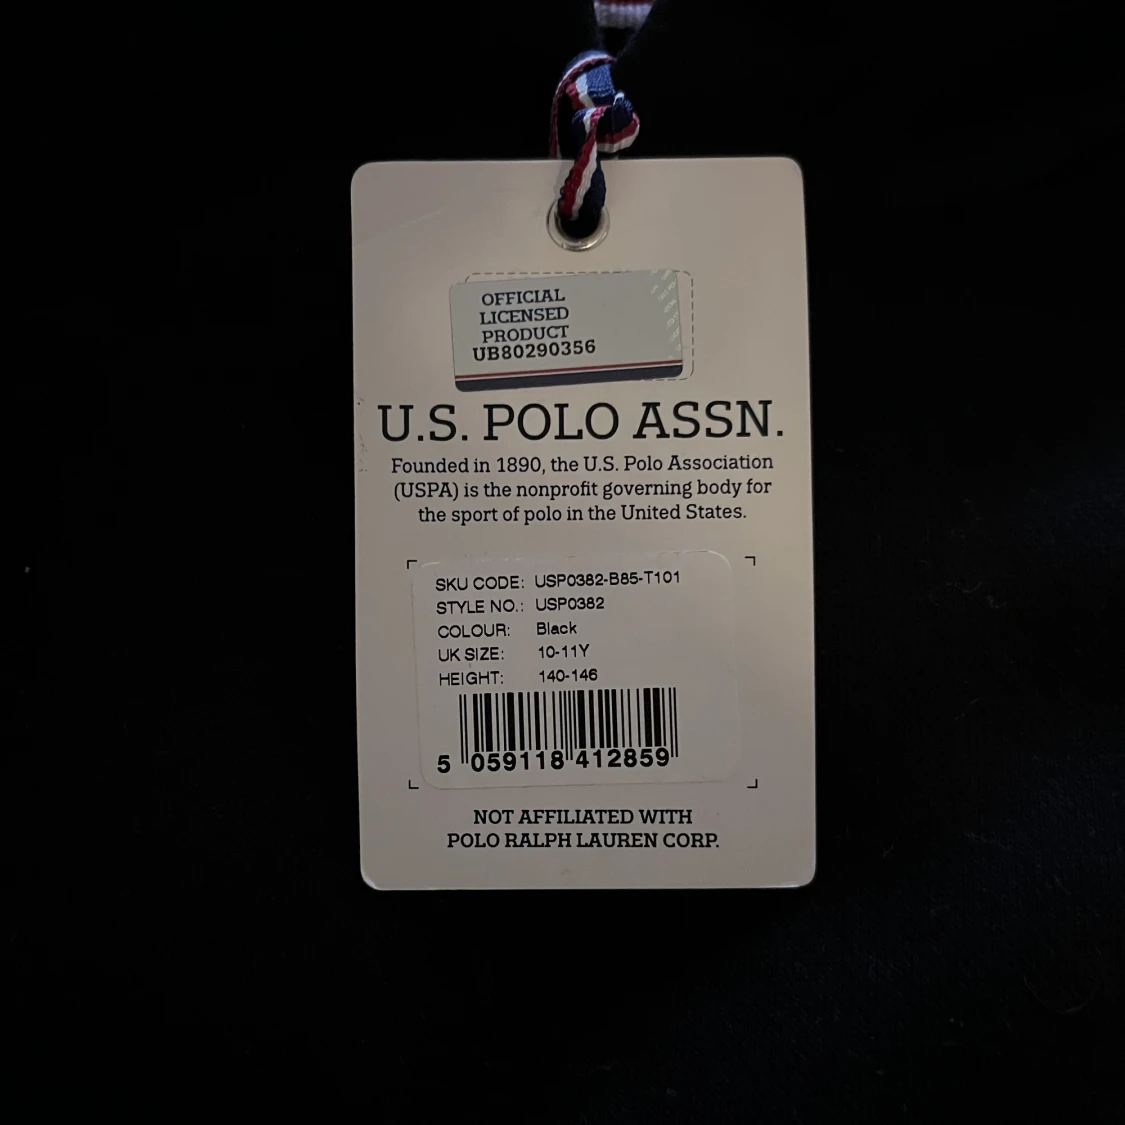 OFFICIAL
LICENSED
PRODUCT
UB80290356
U.S. POLO ASSN.
Founded in 1890, the U.S. Polo Association
(USPA) is the nonprofit governing body for
the sport of polo in the United States.
SKU CODE: USP0382-B85-T101
STYLE NO.: USP0382
COLOUR: Black
UK SIZE: 10-11Y
HEIGHT: 140-146
5 059118 412859
NOT AFFILIATED WITH
POLO RALPH LAUREN CORP.